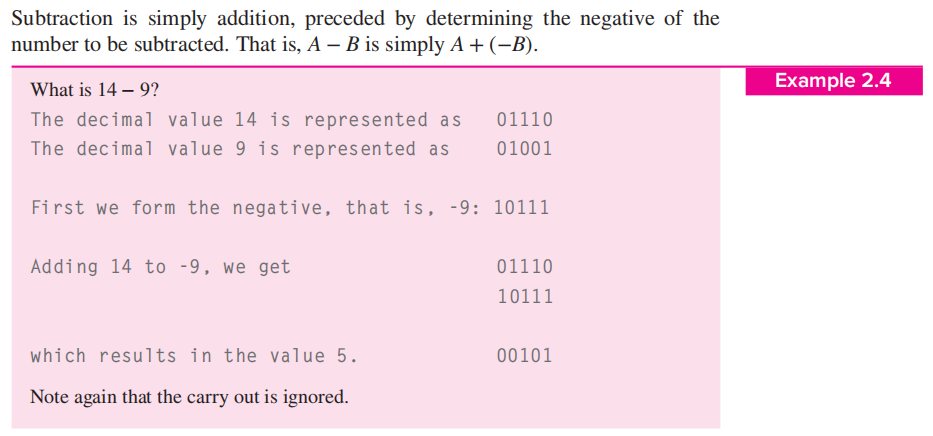 Subtraction is simply addition, preceded by determining the negative of the
number to be subtracted. That is, A – B is simply A + (–B).
Example 2.4
What is 14 – 9?
The decimal value 14 is represented as 01110
The decimal value 9 is represented as 01001
First we form the negative, that is, -9: 10111
Adding 14 to -9, we get 01110
10111
which results in the value 5. 00101
Note again that the carry out is ignored.